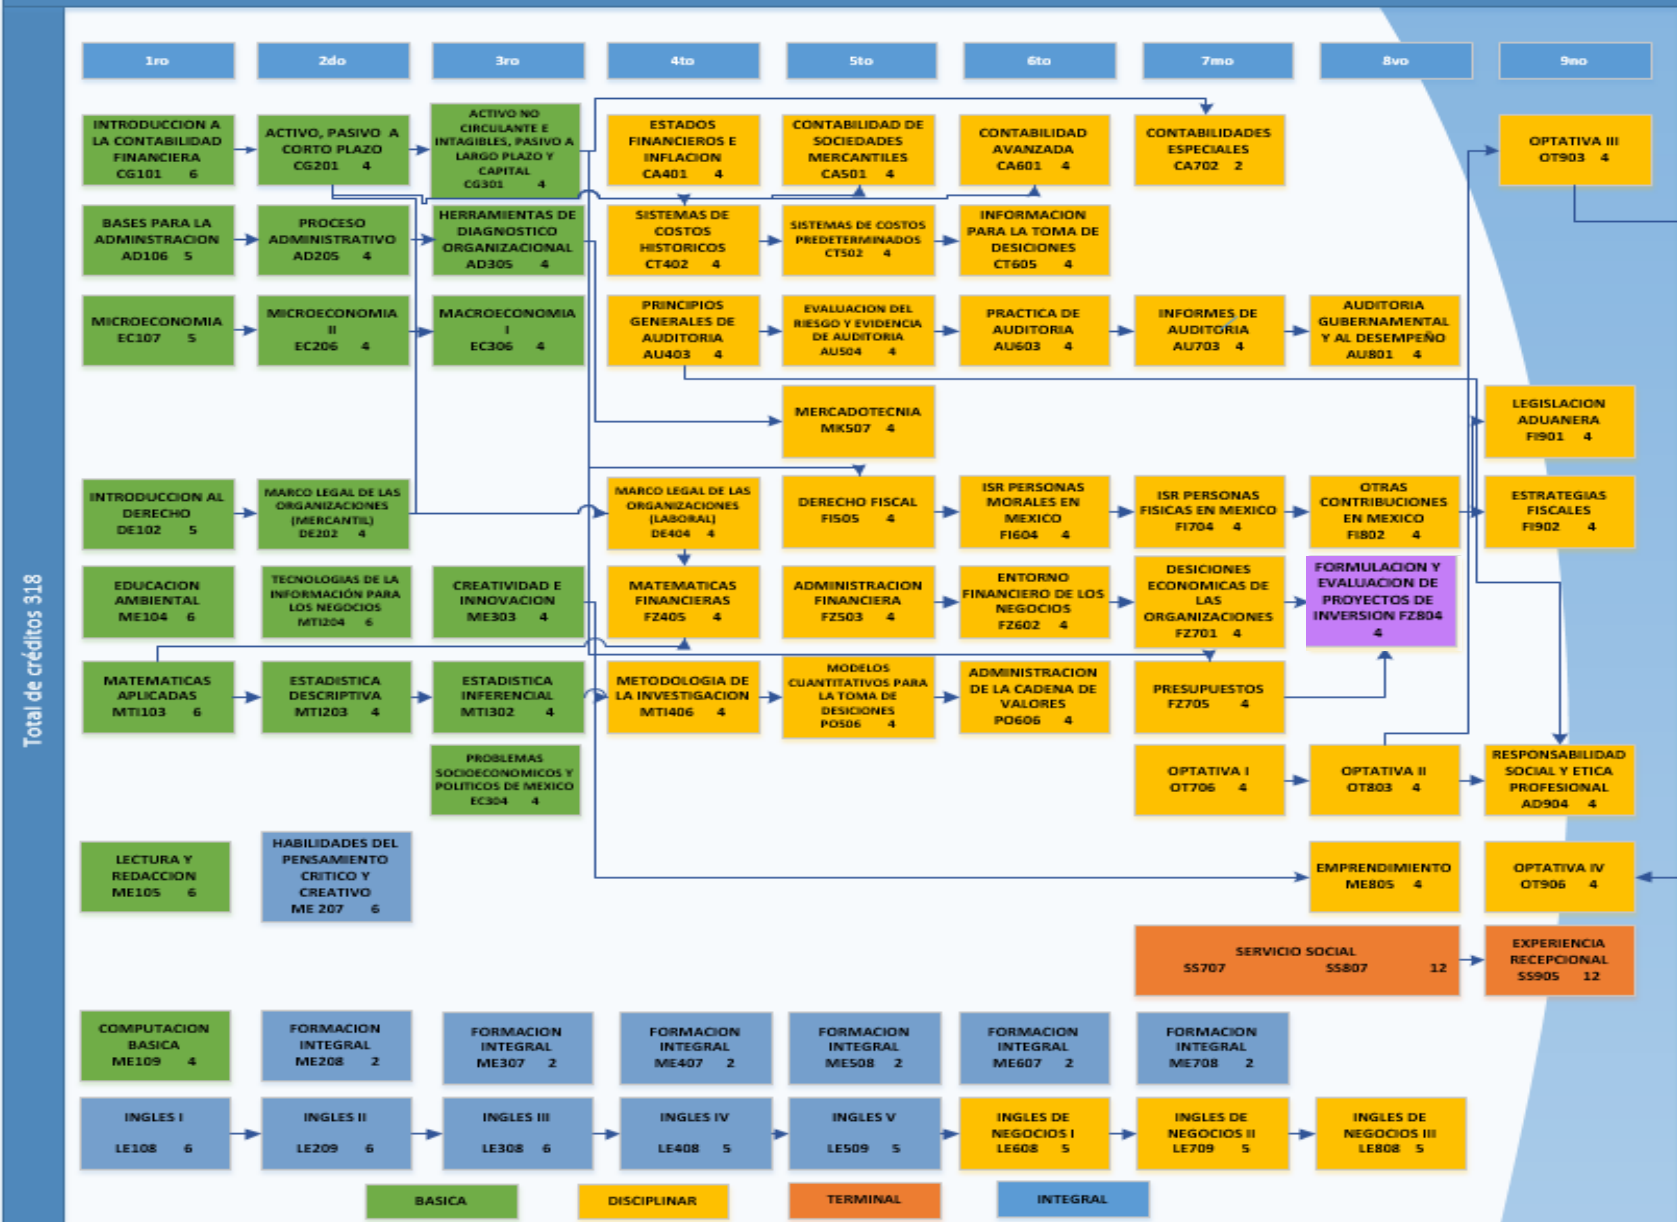 Total de créditos 318
1ro
2do
3ro
4to
5to
6to
7mo
8vo
9no
INTRODUCCION A
LA CONTABILIDAD
FINANCIERA
CG101 6
ACTIVO, PASIVO A
CORTO PLAZO
CG201 4
ACTIVO NO
CIRCULANTE E
INTAGIBLES, PASIVO A
LARGO PLAZO Y
CAPITAL
CG301 4
ESTADOS
FINANCIEROS E
INFLACION
CA401 4
CONTABILIDAD DE
SOCIEDADES
MERCANTILES
CA501 4
CONTABILIDAD
AVANZADA
CA601 4
CONTABILIDADES
ESPECIALES
CA702 2
OPTATIVA III
OT903 4
BASES PARA LA
ADMINSTRACION
AD106 5
PROCESO
ADMINISTRATIVO
AD205 4
HERRAMIENTAS DE
DIAGNOSTICO
ORGANIZACIONAL
AD305 4
SISTEMAS DE
COSTOS
HISTORICOS
CT402 4
SISTEMAS DE COSTOS
PREDETERMINADOS
CT502 4
INFORMACION
PARA LA TOMA DE
DESICIONES
CT605 4
MICROECONOMIA
EC107 5
MICROECONOMIA
II
EC206 4
MACROECONOMIA
I
EC306 4
PRINCIPIOS
GENERALES DE
AUDITORIA
AU403 4
EVALUACION DEL
RIESGO Y EVIDENCIA
DE AUDITORIA
AU504 4
PRACTICA DE
AUDITORIA
AU603 4
INFORMES DE
AUDITORIA
AU703 4
AUDITORIA
GUBERNAMENTAL
Y AL DESEMPEÑO
AU801 4
MERCADOTECNIA
MK507 4
LEGISLACION
ADUANERA
FI901 4
INTRODUCCION AL
DERECHO
DE102 5
MARCO LEGAL DE LAS
ORGANIZACIONES
(MERCANTIL)
DE202 4
MARCO LEGAL DE LAS
ORGANIZACIONES
(LABORAL)
DE404 4
DERECHO FISCAL
FI505 4
ISR PERSONAS
MORALES EN
MEXICO
FI604 4
ISR PERSONAS
FISICAS EN MEXICO
FI704 4
OTRAS
CONTRIBUCIONES
EN MEXICO
FI802 4
ESTRATEGIAS
FISCALES
FI902 4
EDUCACION
AMBIENTAL
ME104 6
TECNOLOGIAS DE LA
INFORMACIÓN PARA
LOS NEGOCIOS
MTI204 6
CREATIVIDAD E
INNOVACION
ME303 4
MATEMATICAS
FINANCIERAS
FZ405 4
ADMINISTRACION
FINANCIERA
FZ503 4
ENTORNO
FINANCIERO DE LOS
NEGOCIOS
FZ602 4
DESICIONES
ECONOMICAS DE
LAS
ORGANIZACIONES
FZ701 4
FORMULACION Y
EVALUACION DE
PROYECTOS DE
INVERSION FZ804
4
MATEMATICAS
APLICADAS
MTI103 6
ESTADISTICA
DESCRIPTIVA
MTI203 4
ESTADISTICA
INFERENCIAL
MTI302 4
METODOLOGIA DE
LA INVESTIGACION
MTI406 4
MODELOS
CUANTITATIVOS PARA
LA TOMA DE
DESICIONES
PO506 4
ADMINISTRACION
DE LA CADENA DE
VALORES
PO606 4
PRESUPUESTOS
FZ705 4
PROBLEMAS
SOCIOECONOMICOS Y
POLITICOS DE MEXICO
EC304 4
OPTATIVA I
OT706 4
OPTATIVA II
OT803 4
RESPONSABILIDAD
SOCIAL Y ETICA
PROFESIONAL
AD904 4
LECTURA Y
REDACCION
ME105 6
HABILIDADES DEL
PENSAMIENTO
CRITICO Y
CREATIVO
ME 207 6
EMPRENDIMIENTO
ME805 4
OPTATIVA IV
OT906 4
SERVICIO SOCIAL
SS707 SS807 12
EXPERIENCIA
RECEPCIONAL
SS905 12
COMPUTACION
BASICA
ME109 4
FORMACION
INTEGRAL
ME208 2
FORMACION
INTEGRAL
ME307 2
FORMACION
INTEGRAL
ME407 2
FORMACION
INTEGRAL
ME508 2
FORMACION
INTEGRAL
ME607 2
FORMACION
INTEGRAL
ME708 2
INGLES I
LE108 6
INGLES II
LE209 6
INGLES III
LE308 6
INGLES IV
LE408 5
INGLES V
LE509 5
INGLES DE
NEGOCIOS I
LE608 5
INGLES DE
NEGOCIOS II
LE709 5
INGLES DE
NEGOCIOS III
LE808 5
BASICA
DISCIPLINAR
TERMINAL
INTEGRAL